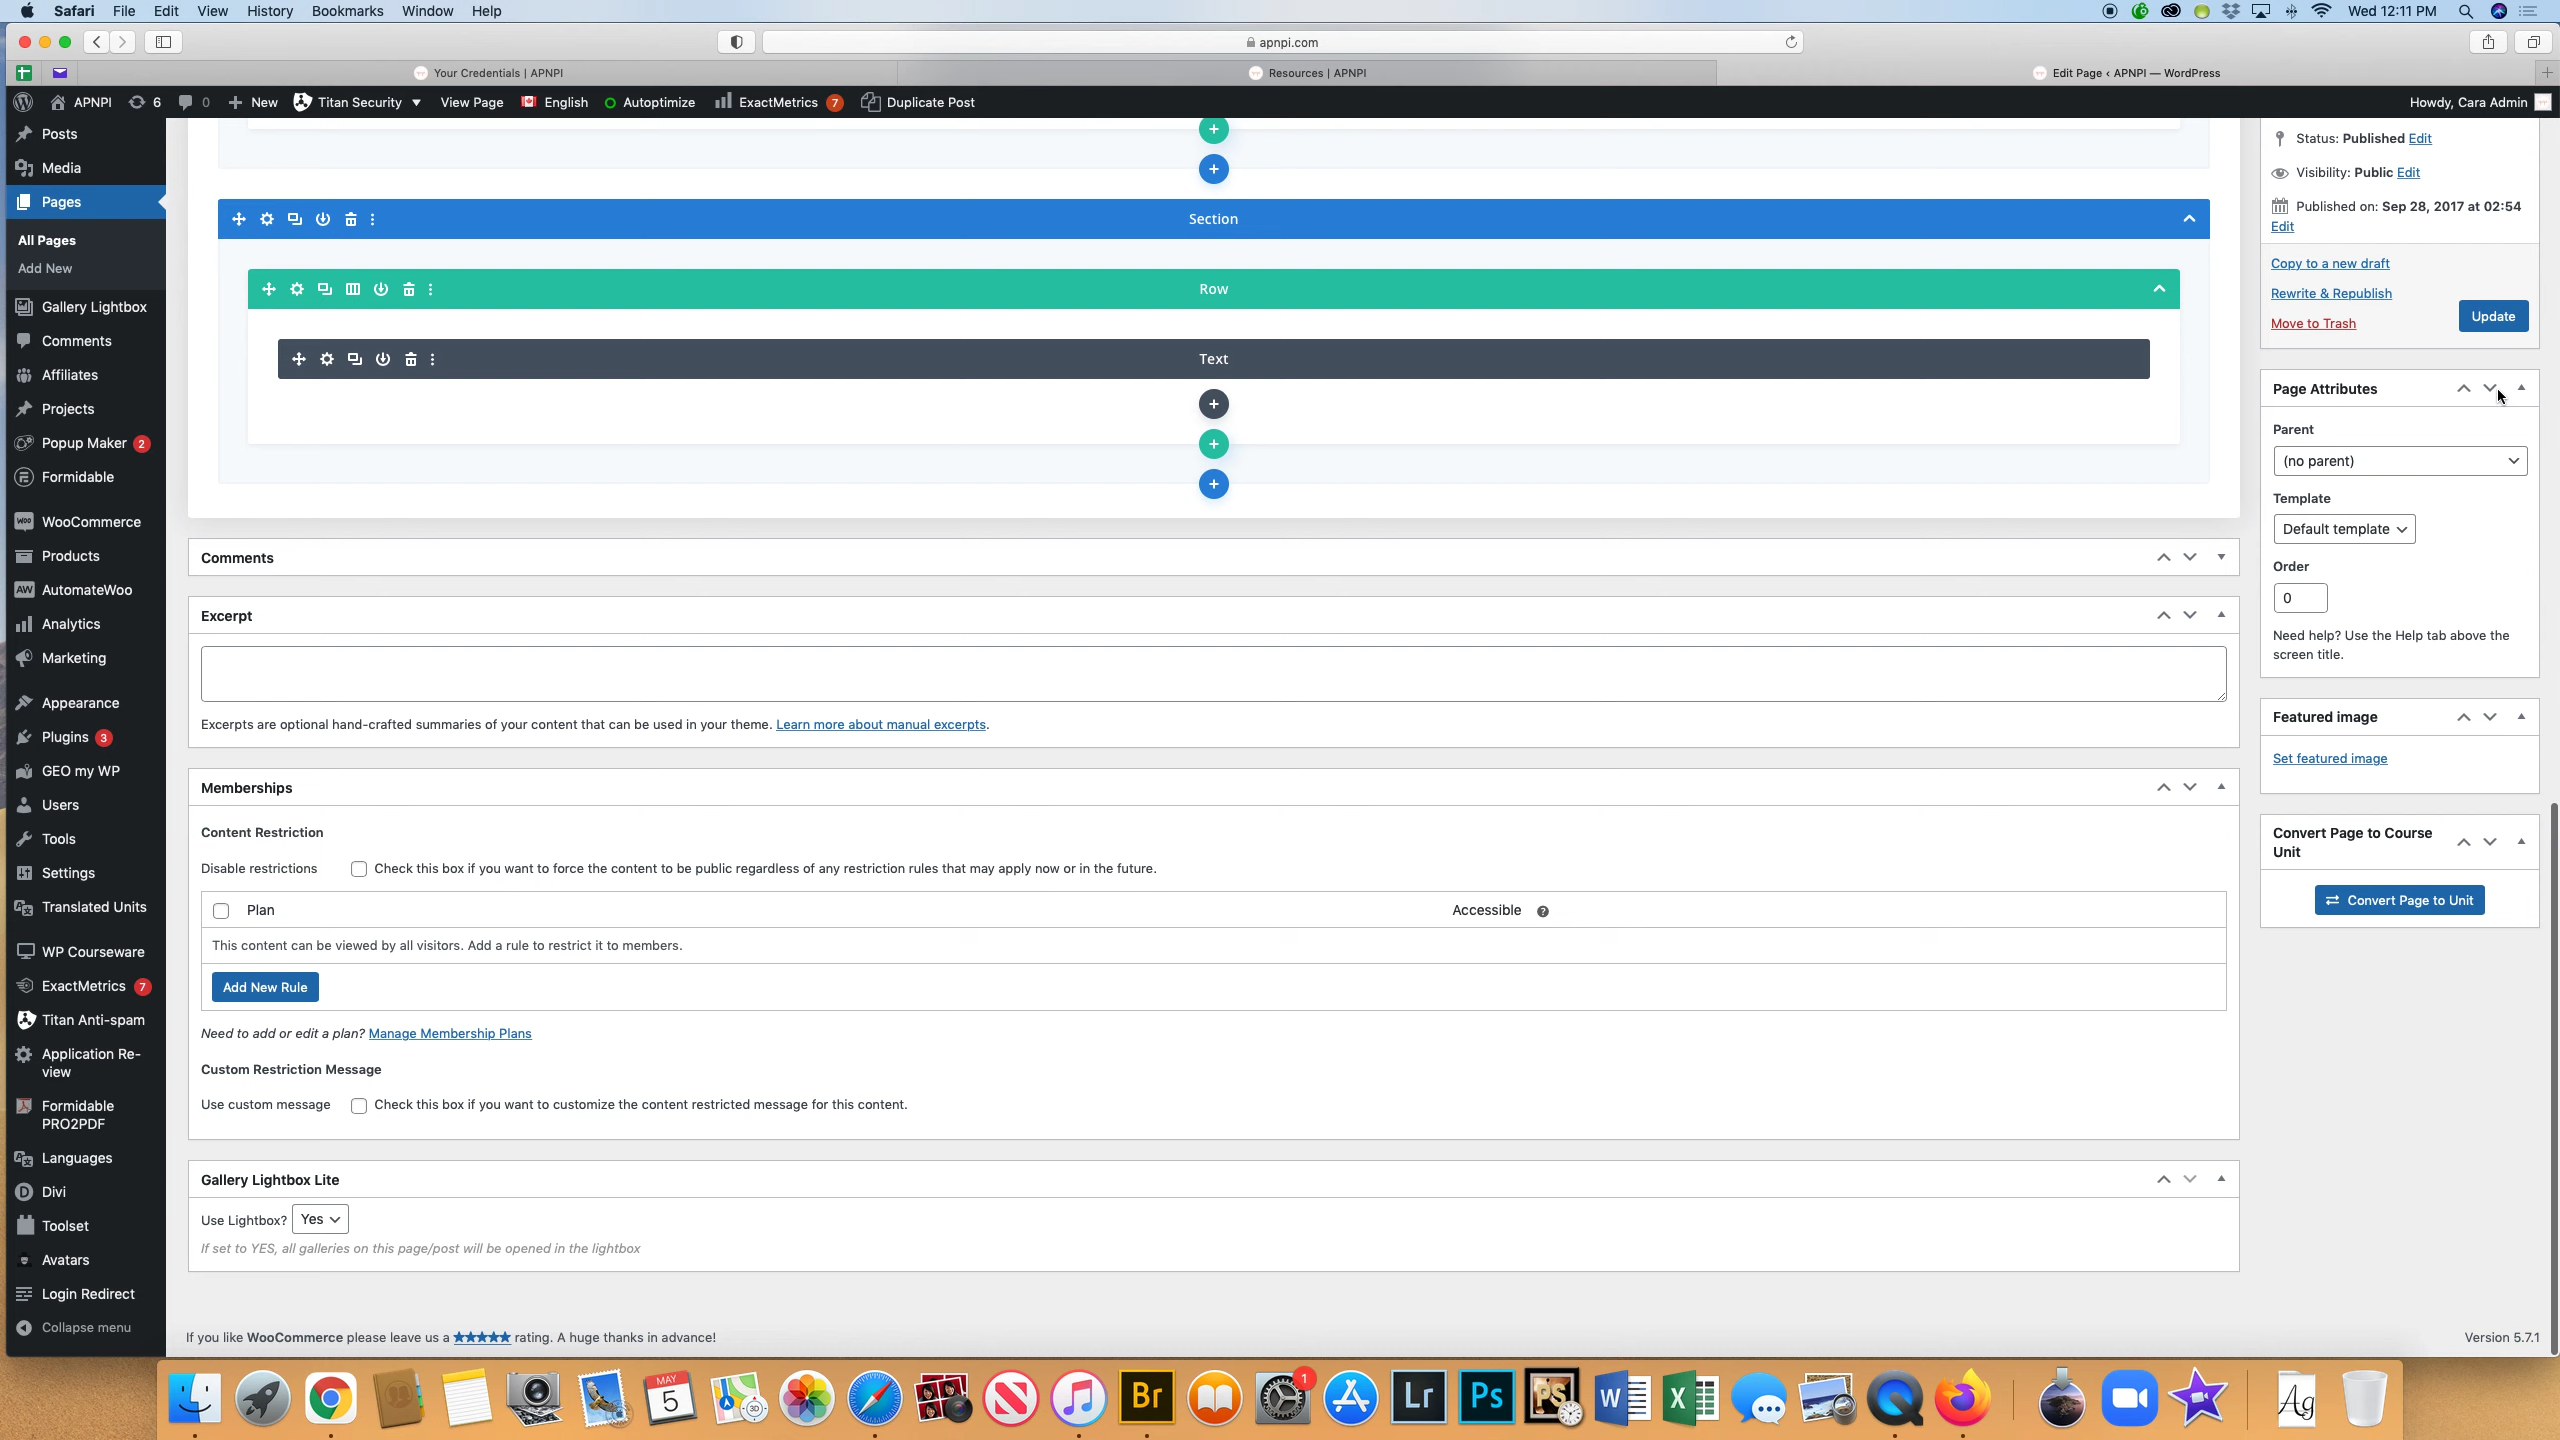 Safari File Edit View History Bookmarks Window Help Wed 12:11 PM
apnpi.com
Your Credentials | APNPI Resources | APNPI Edit Page ‹ APNPI — WordPress
APNPI 6 0 New Titan Security View Page English Autoptimize ExactMetrics 7 Duplicate Post Howdy, Cara Admin
Posts
Media
Pages
All Pages
Add New
Gallery Lightbox
Comments
Affiliates
Projects
Popup Maker 2
Formidable
WooCommerce
Products
AutomateWoo
Analytics
Marketing
Appearance
Plugins 3
GEO my WP
Users
Tools
Settings
Translated Units
WP Courseware
ExactMetrics 7
Titan Anti-spam
Application Re-
view
Formidable
PRO2PDF
Languages
Divi
Toolset
Avatars
Login Redirect
Collapse menu
Section
Row
Text
Comments
Excerpt
Excerpts are optional hand-crafted summaries of your content that can be used in your theme. Learn more about manual excerpts.
Memberships
Content Restriction
Disable restrictions Check this box if you want to force the content to be public regardless of any restriction rules that may apply now or in the future.
Plan Accessible ?
This content can be viewed by all visitors. Add a rule to restrict it to members.
Add New Rule
Need to add or edit a plan? Manage Membership Plans
Custom Restriction Message
Use custom message Check this box if you want to customize the content restricted message for this content.
Gallery Lightbox Lite
Use Lightbox? Yes
If set to YES, all galleries on this page/post will be opened in the lightbox
If you like WooCommerce please leave us a ★★★★★ rating. A huge thanks in advance!
Version 5.7.1
Status: Published Edit
Visibility: Public Edit
Published on: Sep 28, 2017 at 02:54
Edit
Copy to a new draft
Rewrite & Republish
Move to Trash
Update
Page Attributes
Parent
(no parent)
Template
Default template
Order
0
Need help? Use the Help tab above the
screen title.
Featured image
Set featured image
Convert Page to Course
Unit
Convert Page to Unit
MAY
5
3D
Br
1
Lr
Ps
PS
W
X
Ag